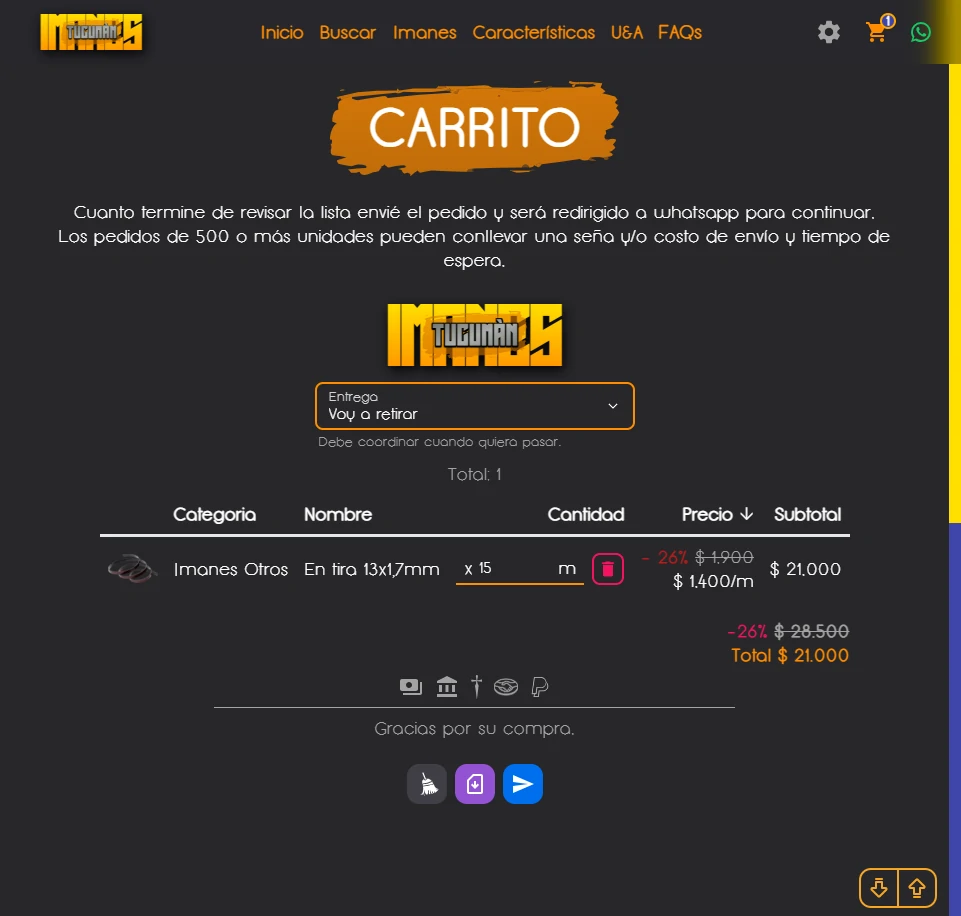 IMANES TUCUMÀN
Inicio Buscar Imanes Características U&A FAQs 1
CARRITO
Cuanto termine de revisar la lista envié el pedido y será redirigido a whatsapp para continuar.
Los pedidos de 500 o más unidades pueden conllevar una seña y/o costo de envío y tiempo de
espera.
IMANES TUCUMÀN
Entrega
Voy a retirar
Debe coordinar cuando quiera pasar.
Total: 1
Categoria Nombre Cantidad Precio Subtotal
- 26% $ 1.900
Imanes Otros En tira 13x1,7mm x 15 m $ 21.000
$ 1.400/m
-26% $ 28.500
Total $ 21.000
Gracias por su compra.